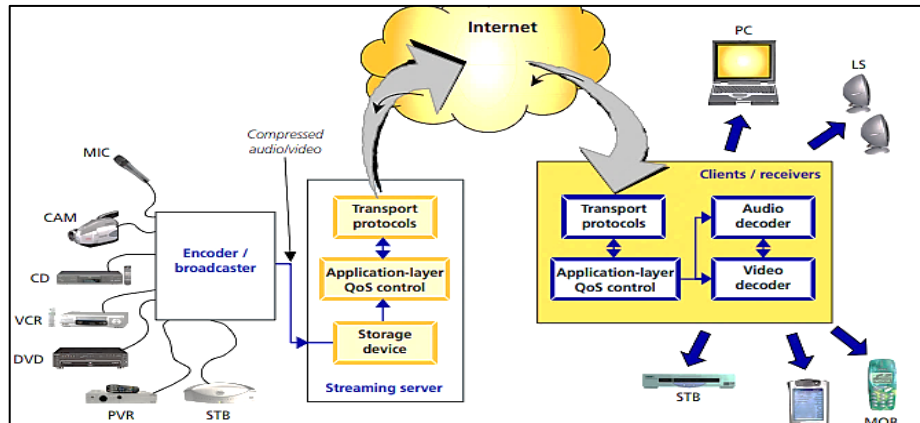 Internet
PC
LS
MIC
Compressed
audio/video
CAM
Encoder /
broadcaster
CD
VCR
DVD
PVR
STB
Transport
protocols
Application-layer
QoS control
Storage
device
Streaming server
Clients / receivers
Transport
protocols
Audio
decoder
Application-layer
QoS control
Video
decoder
STB
MOB